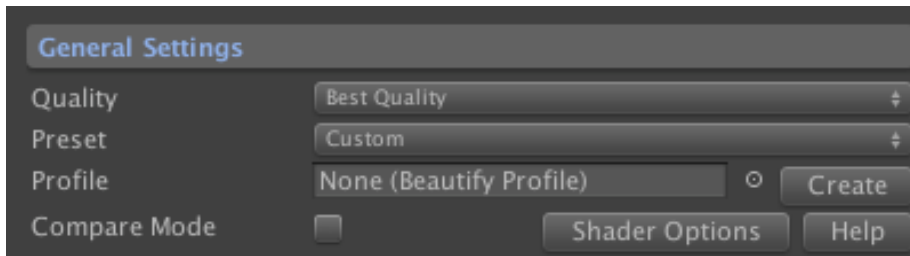 General Settings
Quality Best Quality
Preset Custom
Profile None (Beautify Profile) Create
Compare Mode Shader Options Help